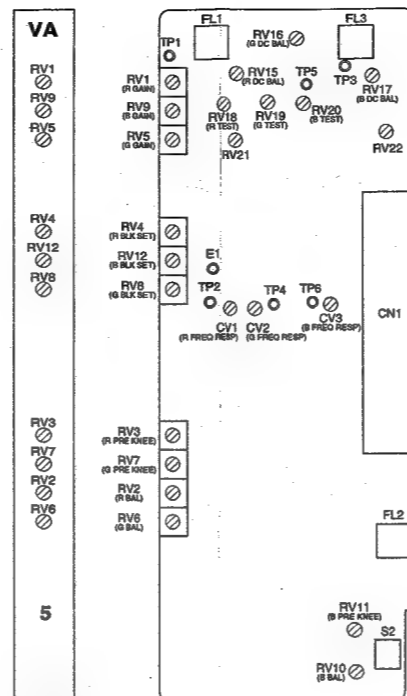 VA
RV1
RV9
RV5
RV4
RV12
RV8
RV3
RV7
RV2
RV6
5
FL1
RV16
(G DC BAL)
FL3
TP1
TP3
RV1
(R GAIN)
RV15
(R DC BAL)
TP5
RV17
(B DC BAL)
RV9
(B GAIN)
RV18
(R TEST)
RV19
(G TEST)
RV20
(B TEST)
RV5
(G GAIN)
RV21
RV22
RV4
(R BLK SET)
RV12
(B BLK SET)
E1
RV8
(G BLK SET)
TP2
TP4
TP6
CV1
(R FREQ RESP)
CV2
(G FREQ RESP)
CV3
(B FREQ RESP)
CN1
RV3
(R PRE KNEE)
RV7
(G PRE KNEE)
RV2
(R BAL)
RV6
(G BAL)
FL2
RV11
(B PRE KNEE)
S2
RV10
(B BAL)